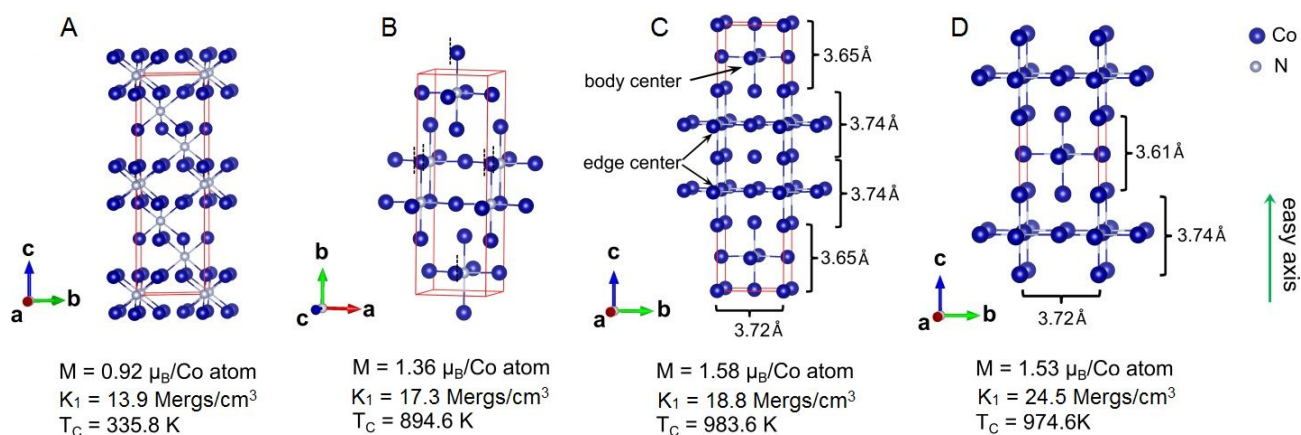 A
B
C
D
Co
N
body center
edge center
3.65Å
3.74Å
3.74Å
3.65Å
3.72Å
3.61Å
3.74Å
3.72Å
easy axis
c
a
b
b
c
a
c
a
b
c
a
b
M = 0.92 μB/Co atom
K1 = 13.9 Mergs/cm³
TC = 335.8 K
M = 1.36 μB/Co atom
K1 = 17.3 Mergs/cm³
TC = 894.6 K
M = 1.58 μB/Co atom
K1 = 18.8 Mergs/cm³
TC = 983.6 K
M = 1.53 μB/Co atom
K1 = 24.5 Mergs/cm³
TC = 974.6K